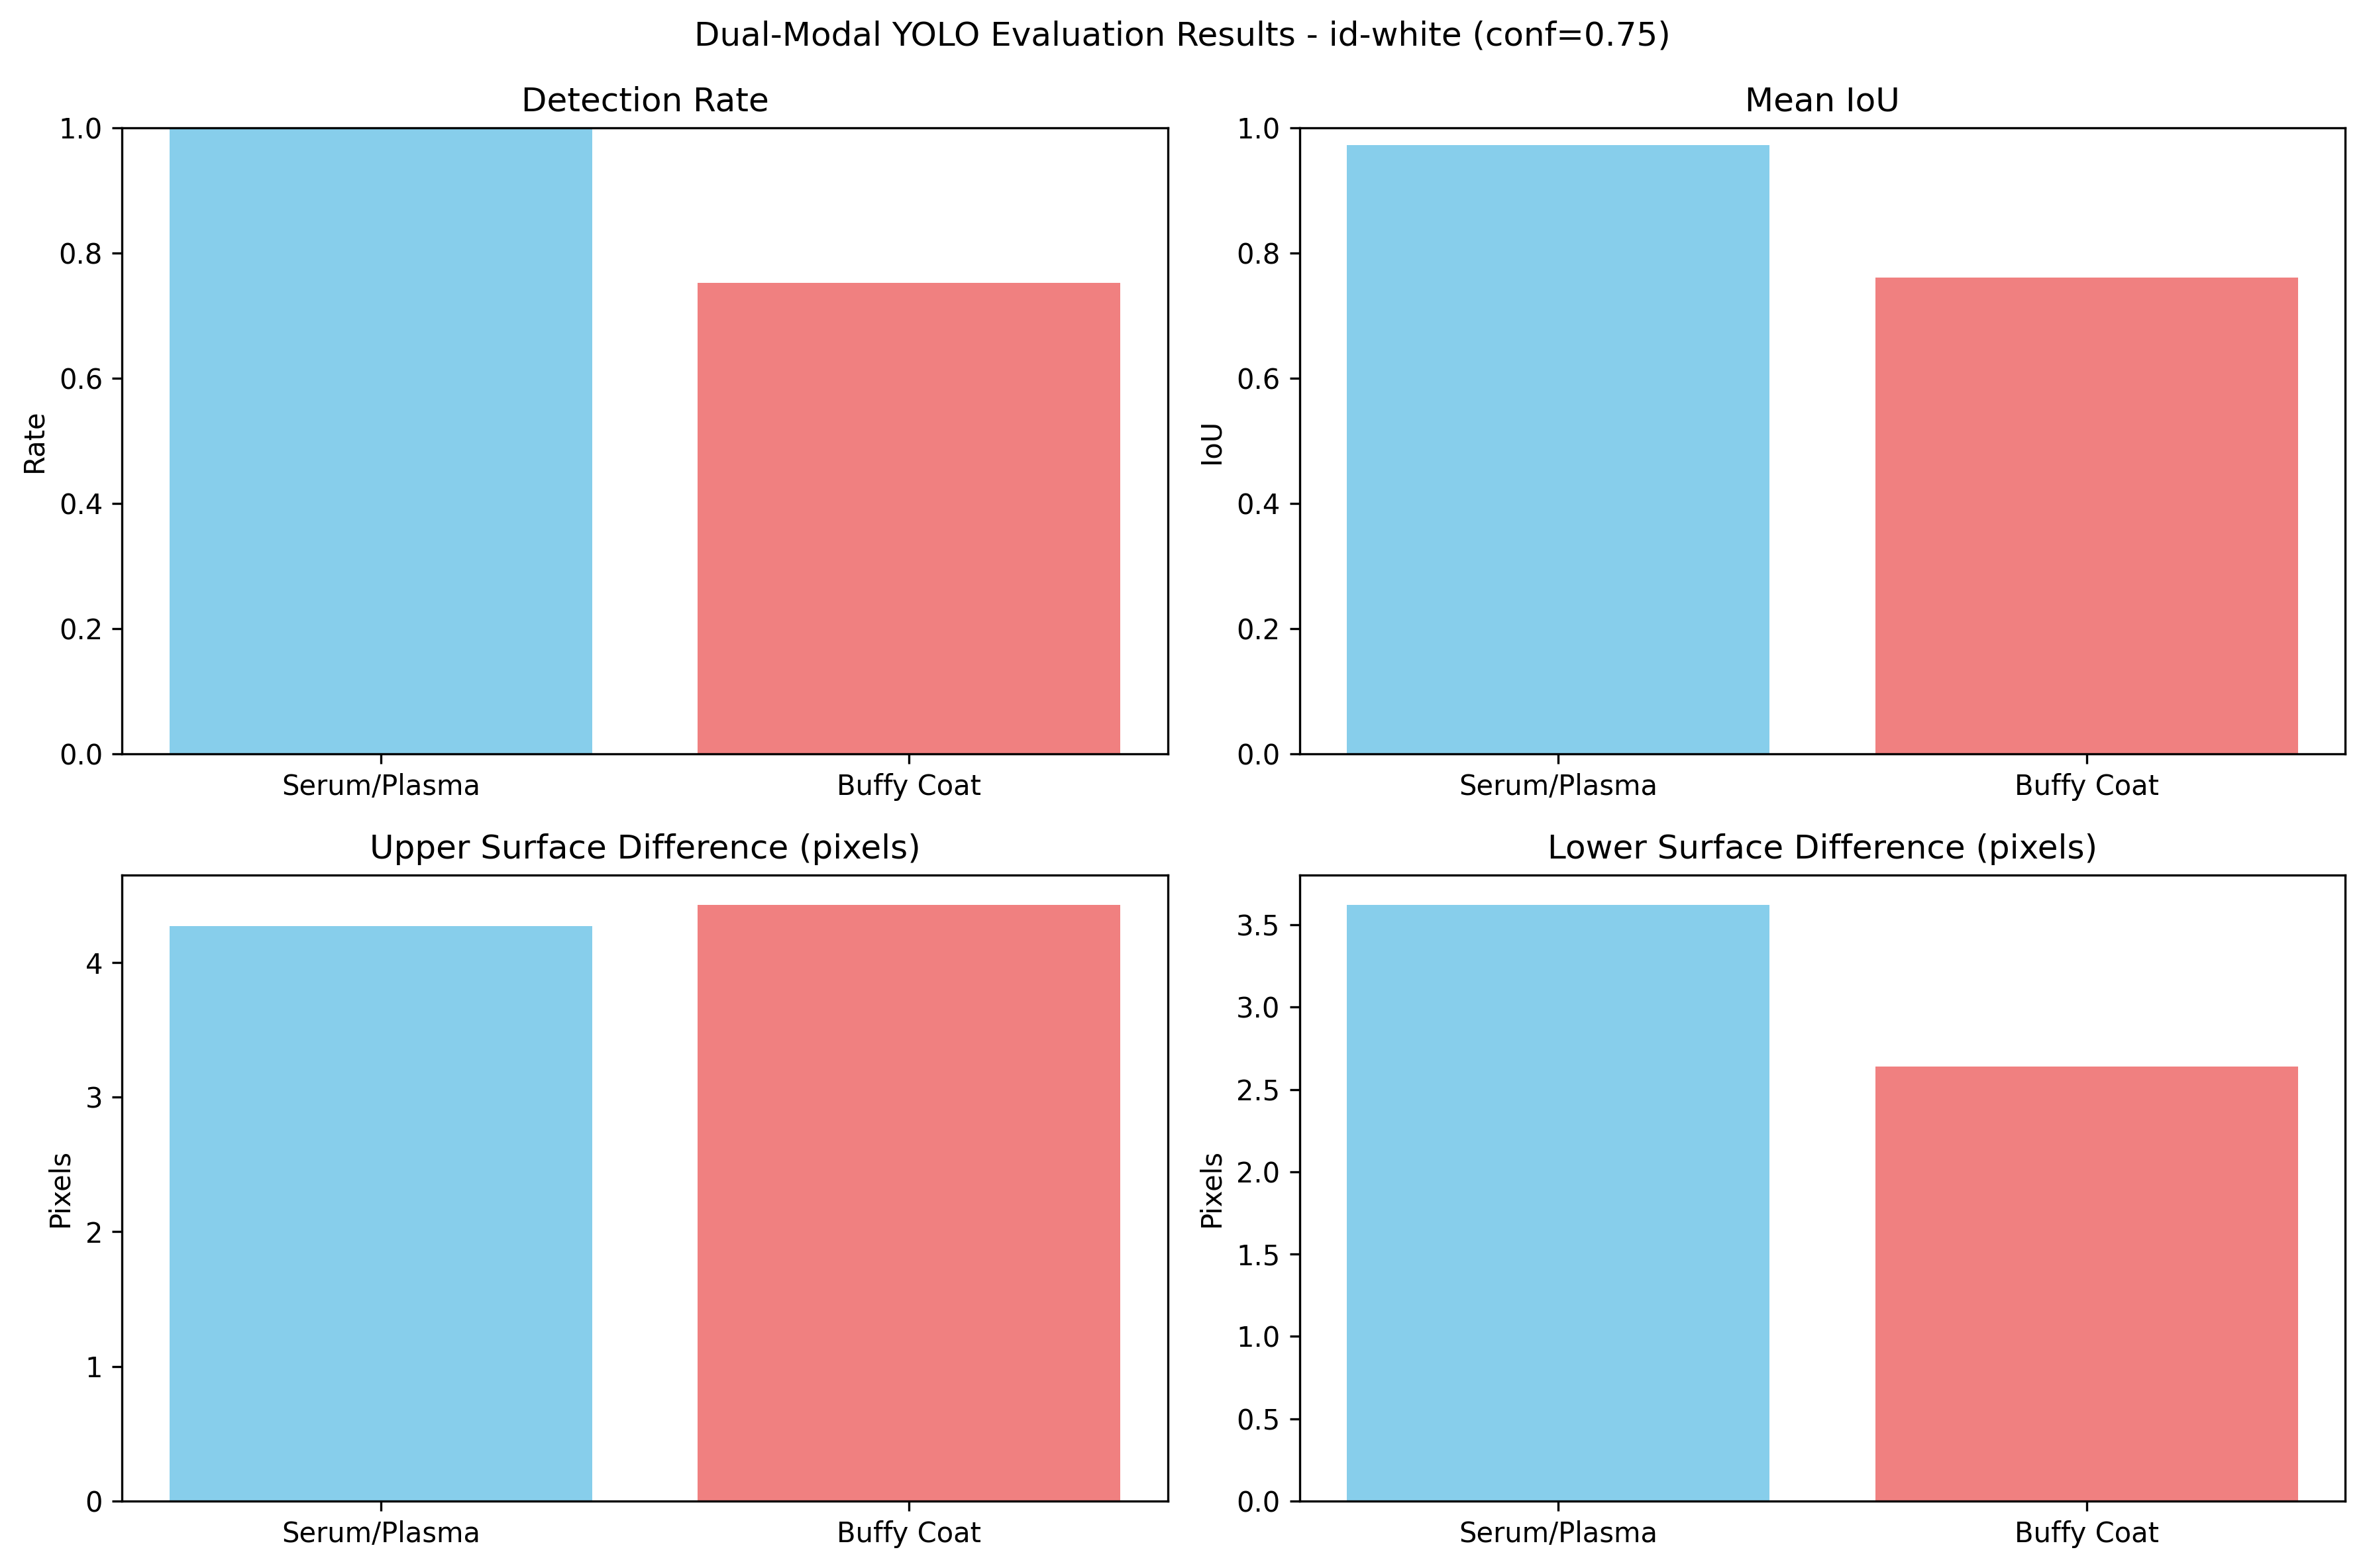 Dual-Modal YOLO Evaluation Results - id-white (conf=0.75)
Detection Rate
1.0
0.8
0.6
0.4
0.2
0.0
Rate
Serum/Plasma
Buffy Coat
Mean IoU
1.0
0.8
0.6
0.4
0.2
0.0
IoU
Serum/Plasma
Buffy Coat
Upper Surface Difference (pixels)
4
3
2
1
0
Pixels
Serum/Plasma
Buffy Coat
Lower Surface Difference (pixels)
3.5
3.0
2.5
2.0
1.5
1.0
0.5
0.0
Pixels
Serum/Plasma
Buffy Coat